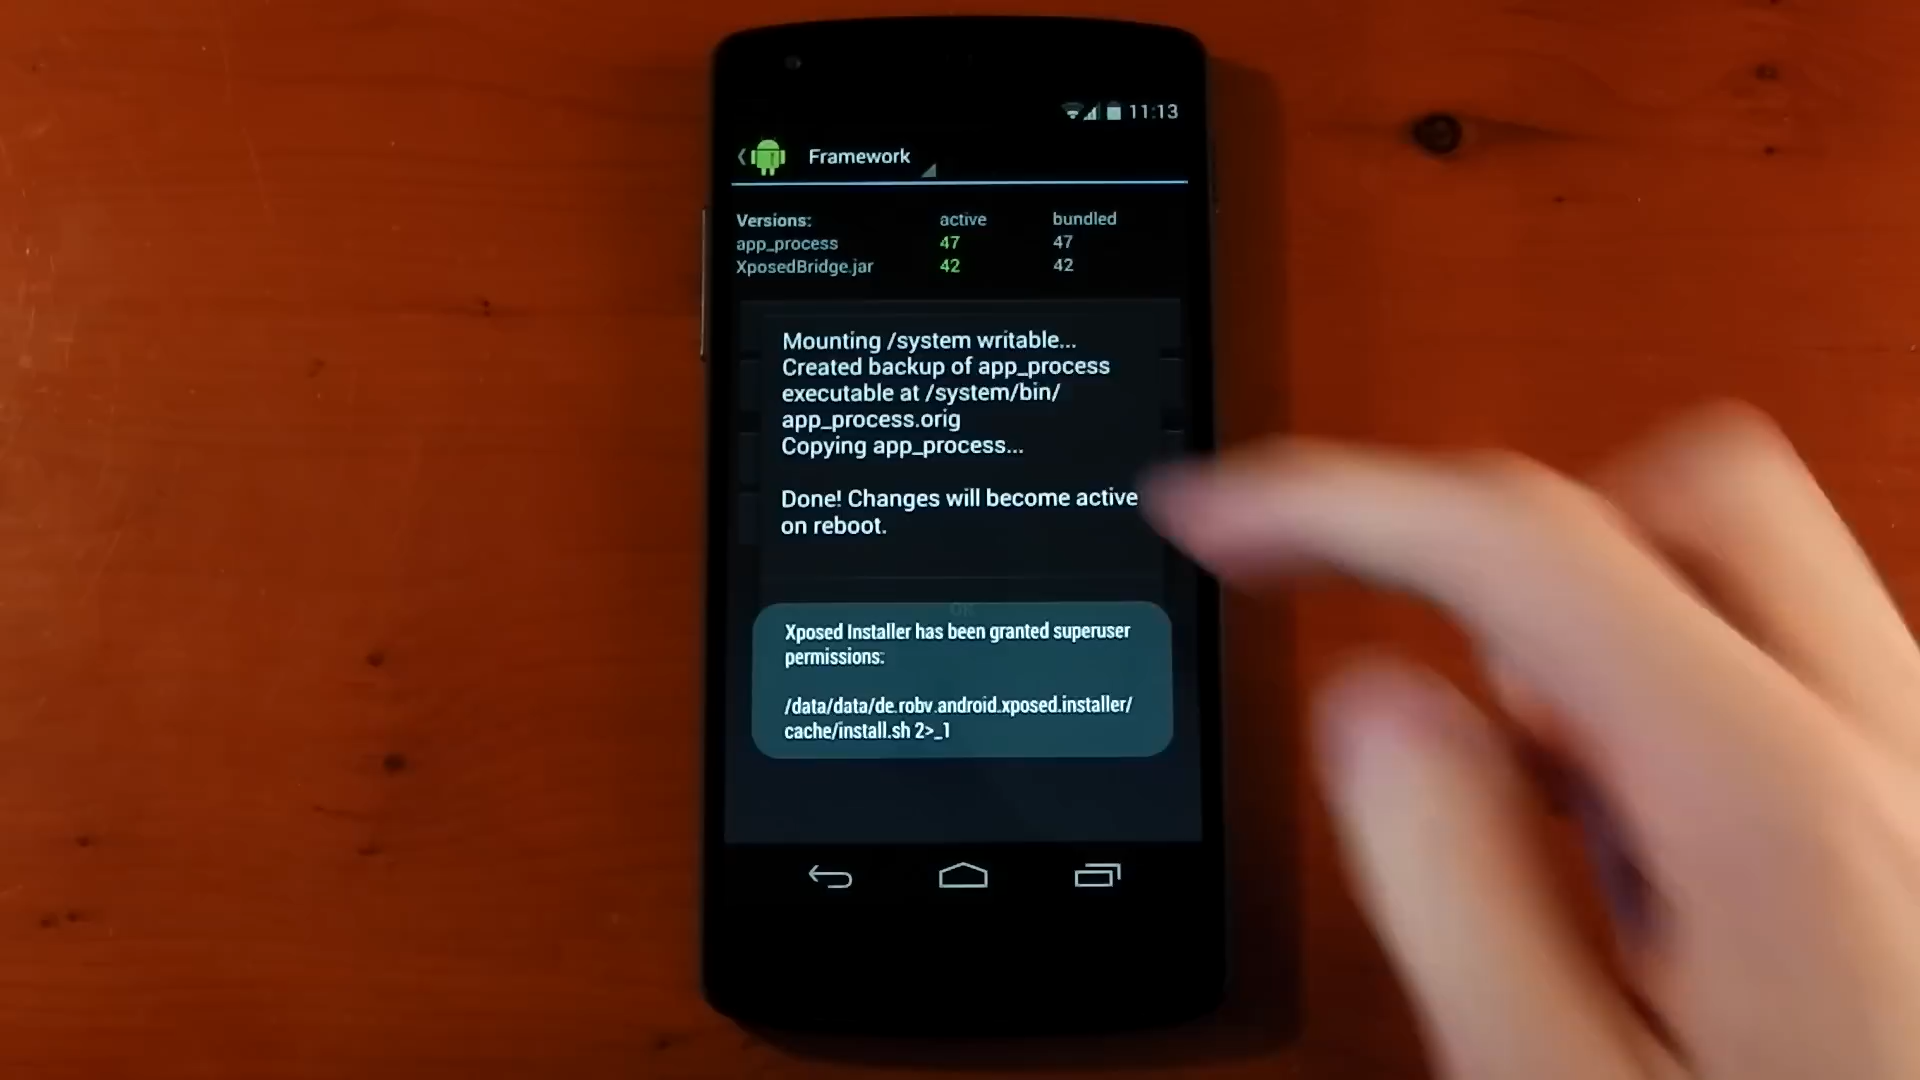 11:13
Framework
Versions: active bundled
app_process 47 47
XposedBridge.jar 42 42
Mounting /system writable...
Created backup of app_process
executable at /system/bin/
app_process.orig
Copying app_process...
Done! Changes will become active
on reboot.
OK
Xposed Installer has been granted superuser
permissions:
/data/data/de.robv.android.xposed.installer/
cache/install.sh 2>_1